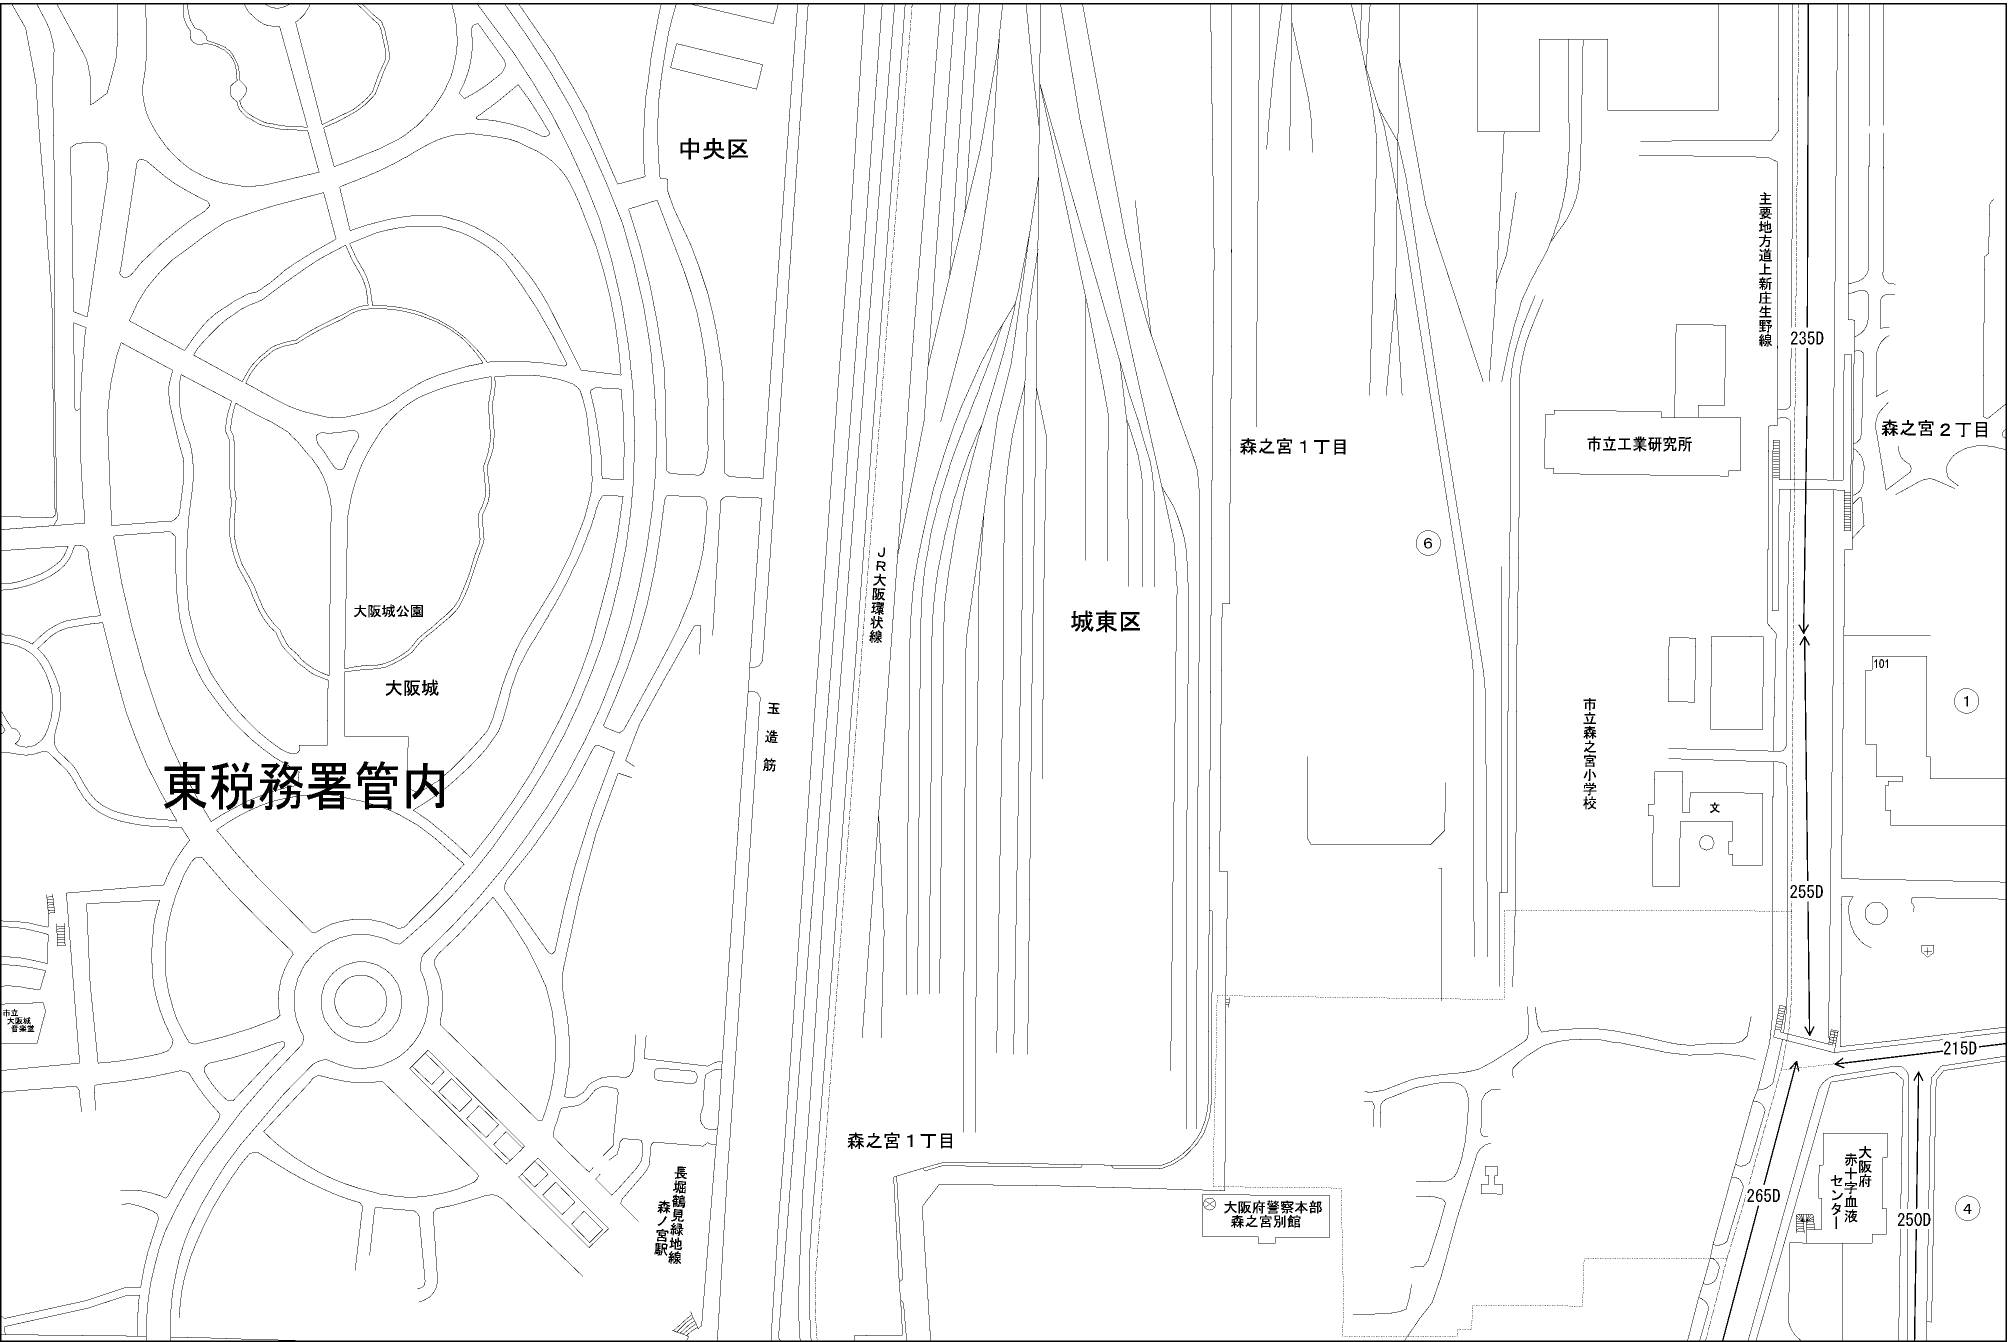 中央区
主要地方道上新庄生野線
235D
森之宮２丁目
森之宮１丁目
市立工業研究所
6
ＪＲ大阪環状線
大阪城公園
城東区
101
大阪城
1
玉造筋
市立森之宮小学校
東税務署管内
文
255D
市立
大阪城
音楽堂
215D
森之宮１丁目
長堀鶴見緑地線
森ノ宮駅
大阪府警察本部
森之宮別館
265D
大阪府
赤十字血液
センター
250D
4